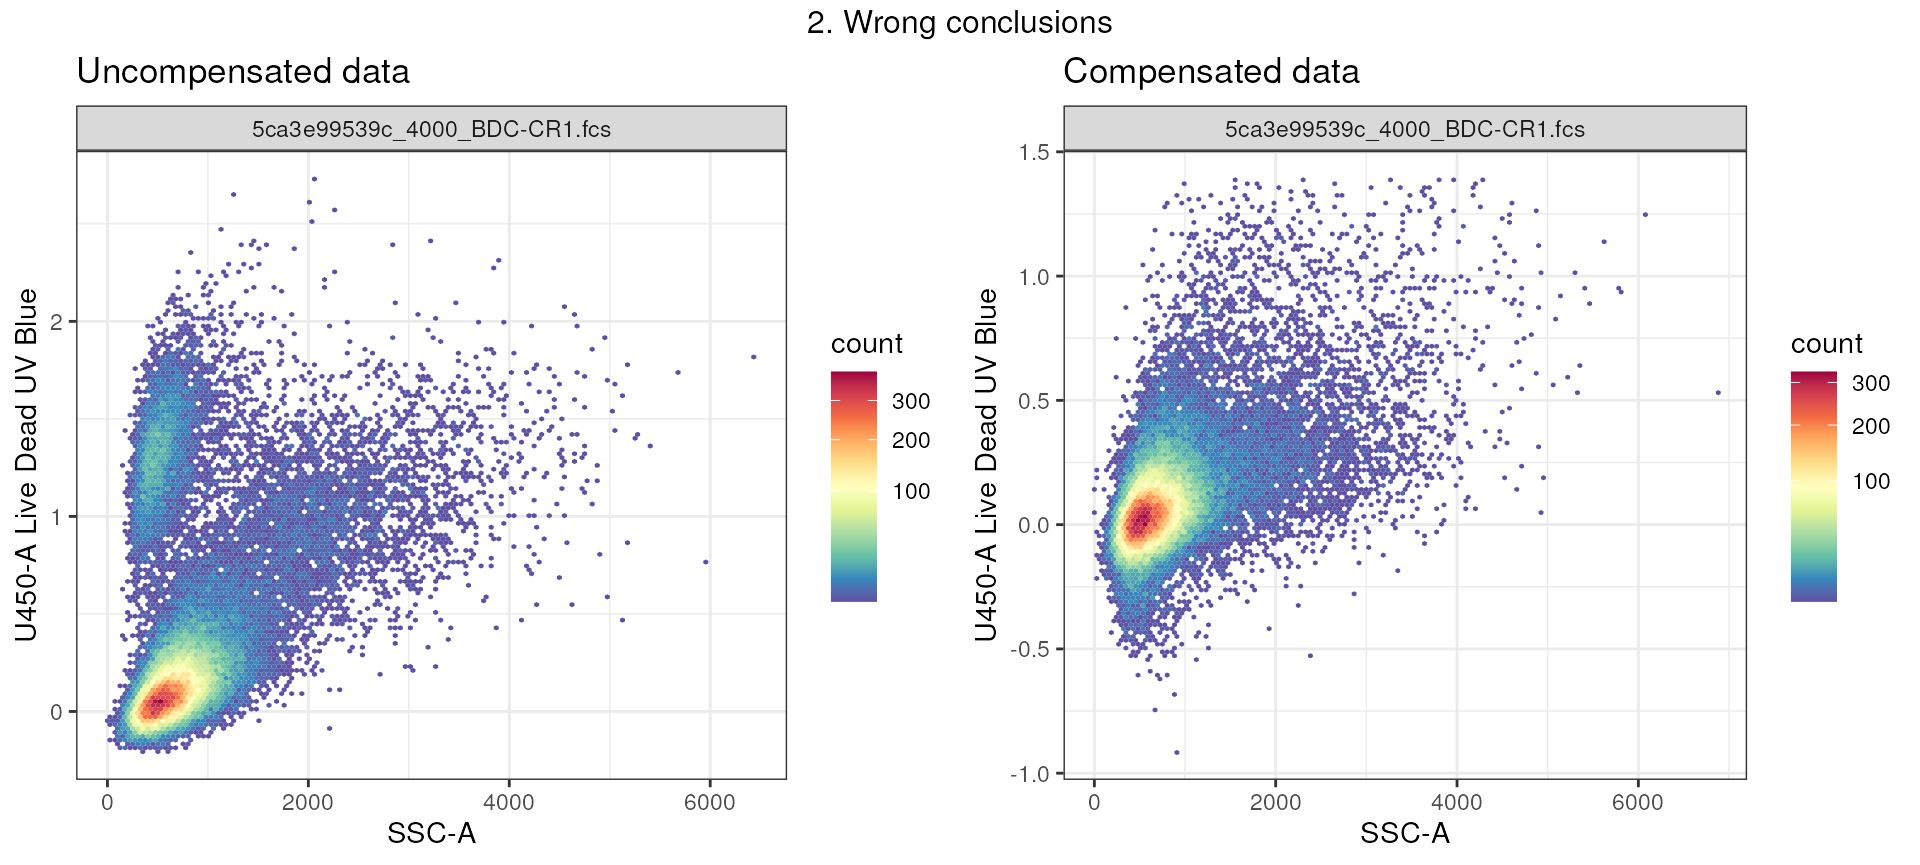 2. Wrong conclusions
Uncompensated data
5ca3e99539c_4000_BDC-CR1.fcs
U450-A Live Dead UV Blue
2
1
0
0 2000 4000 6000
SSC-A
count
300
200
100
Compensated data
5ca3e99539c_4000_BDC-CR1.fcs
U450-A Live Dead UV Blue
1.5
1.0
0.5
0.0
-0.5
-1.0
0 2000 4000 6000
SSC-A
count
300
200
100